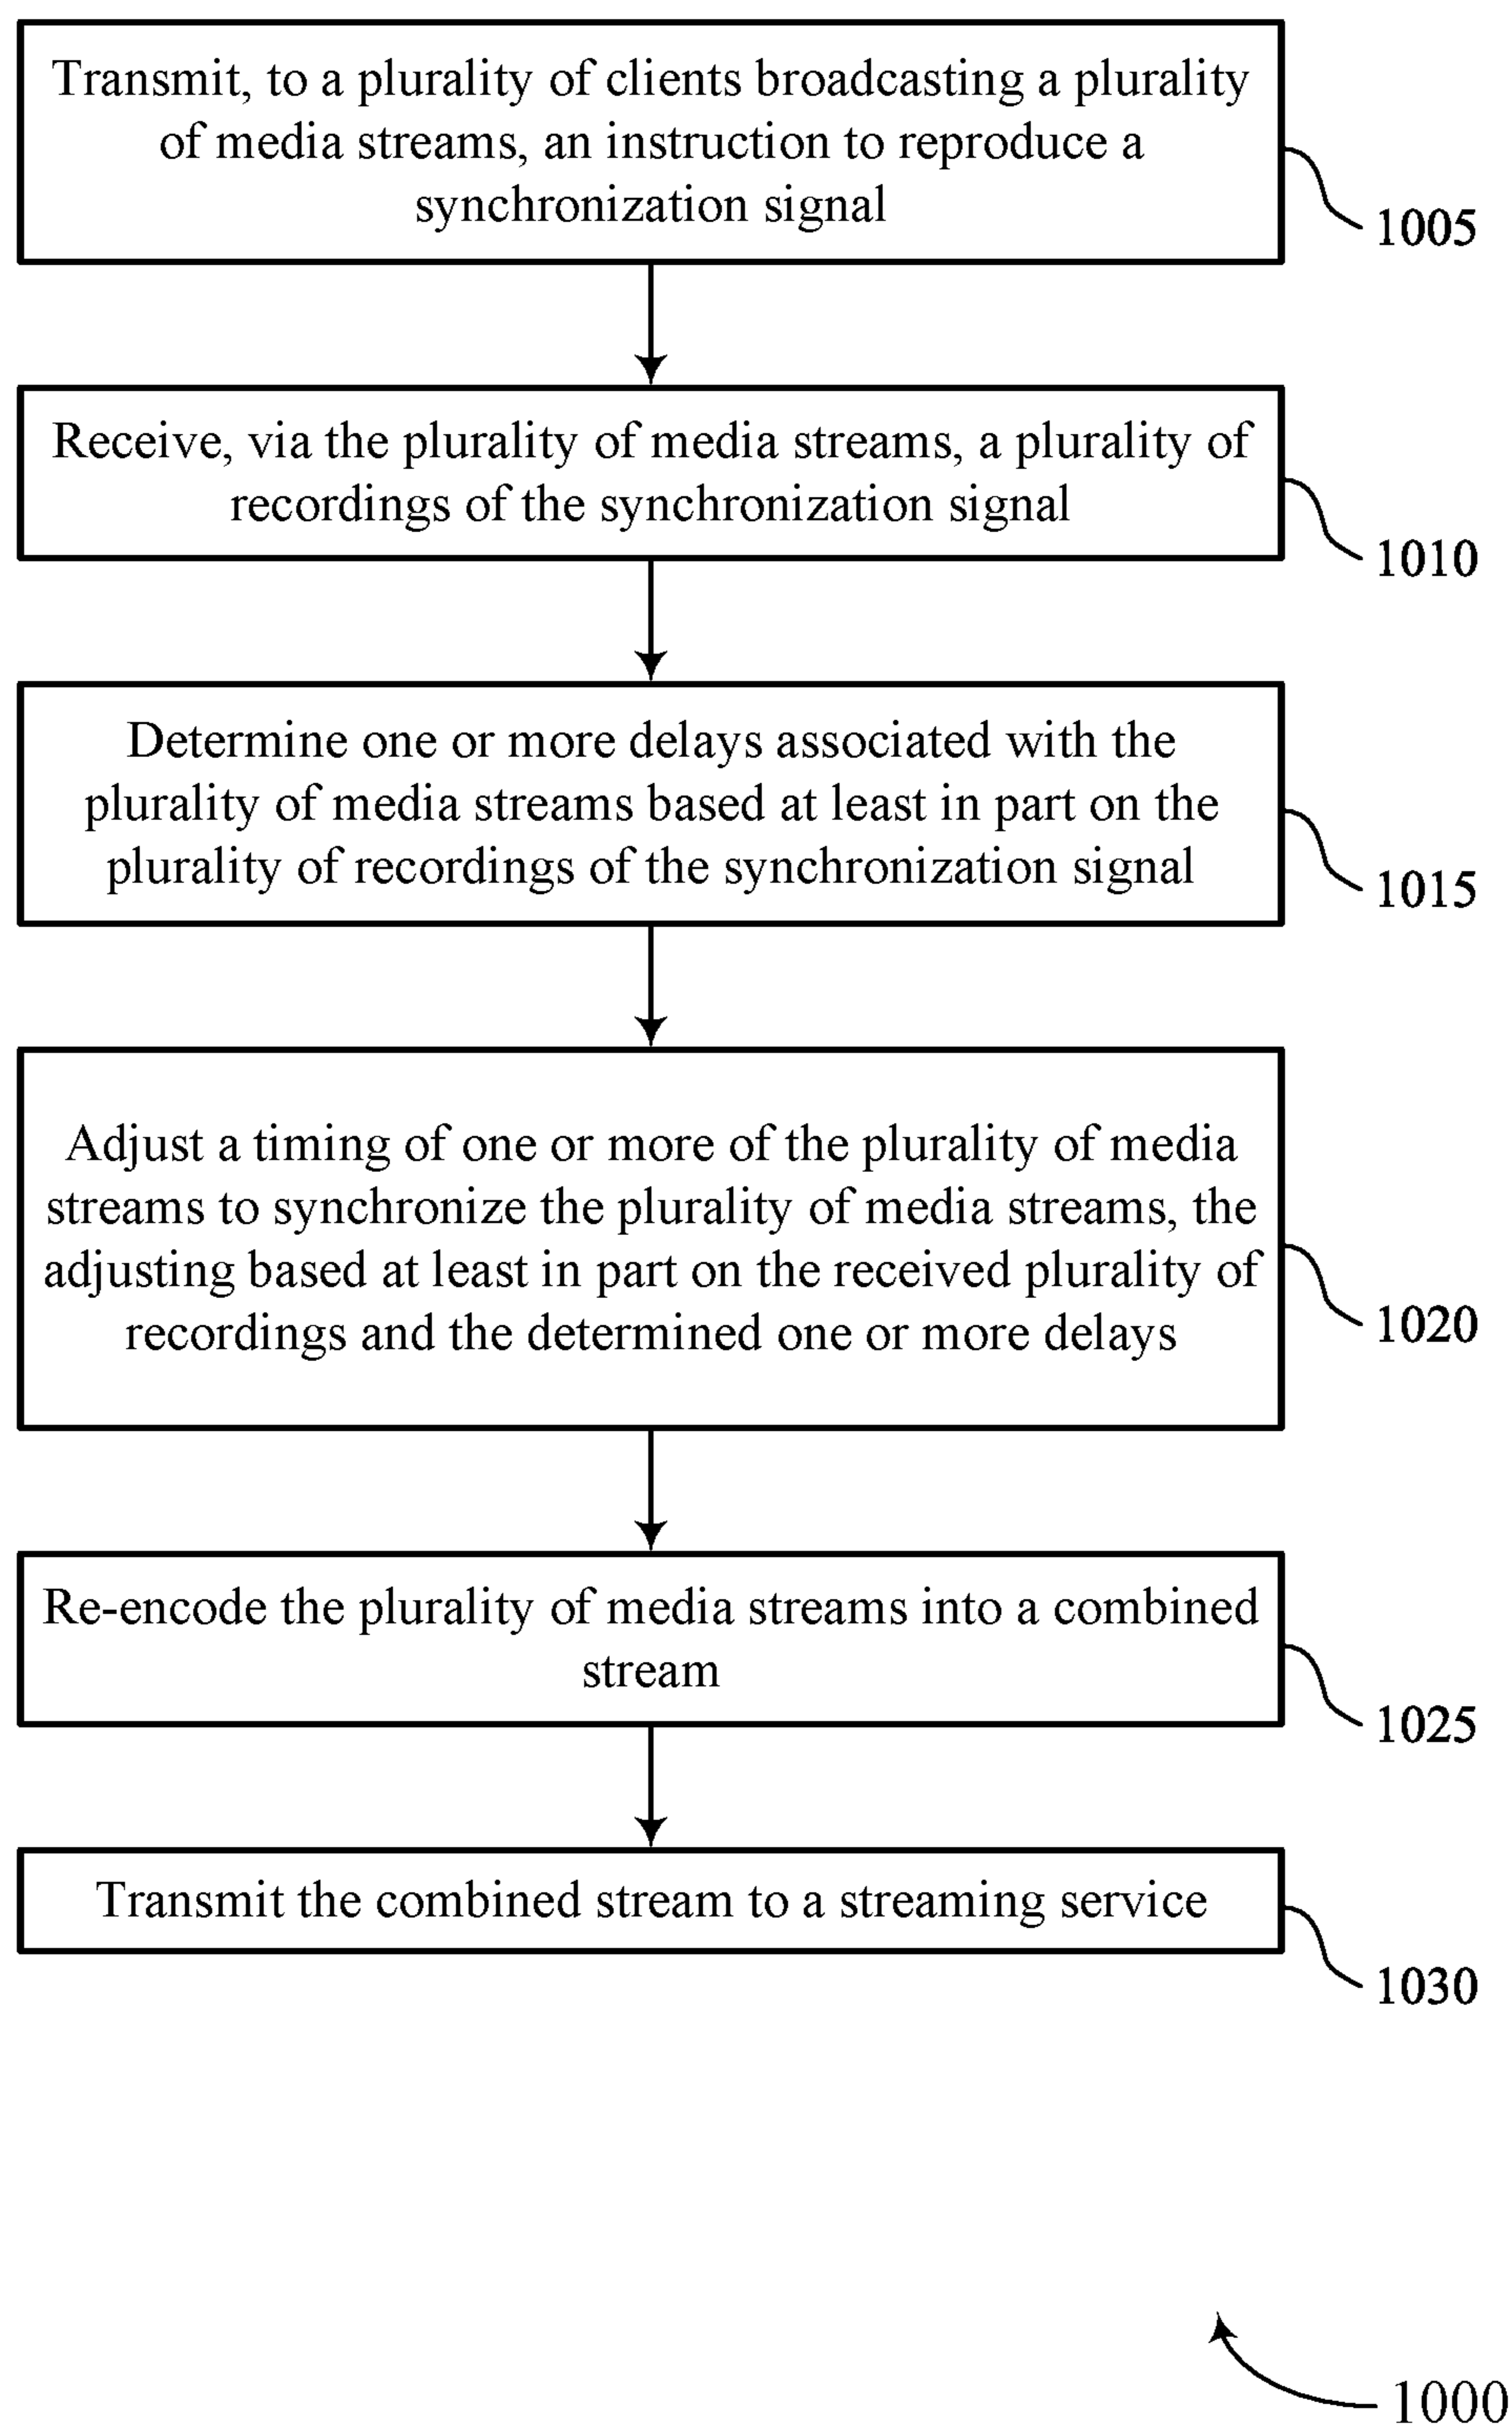 Transmit, to a plurality of clients broadcasting a plurality
of media streams, an instruction to reproduce a
synchronization signal
1005
Receive, via the plurality of media streams, a plurality of
recordings of the synchronization signal
1010
Determine one or more delays associated with the
plurality of media streams based at least in part on the
plurality of recordings of the synchronization signal
1015
Adjust a timing of one or more of the plurality of media
streams to synchronize the plurality of media streams, the
adjusting based at least in part on the received plurality of
recordings and the determined one or more delays
1020
Re-encode the plurality of media streams into a combined
stream
1025
Transmit the combined stream to a streaming service
1030
1000